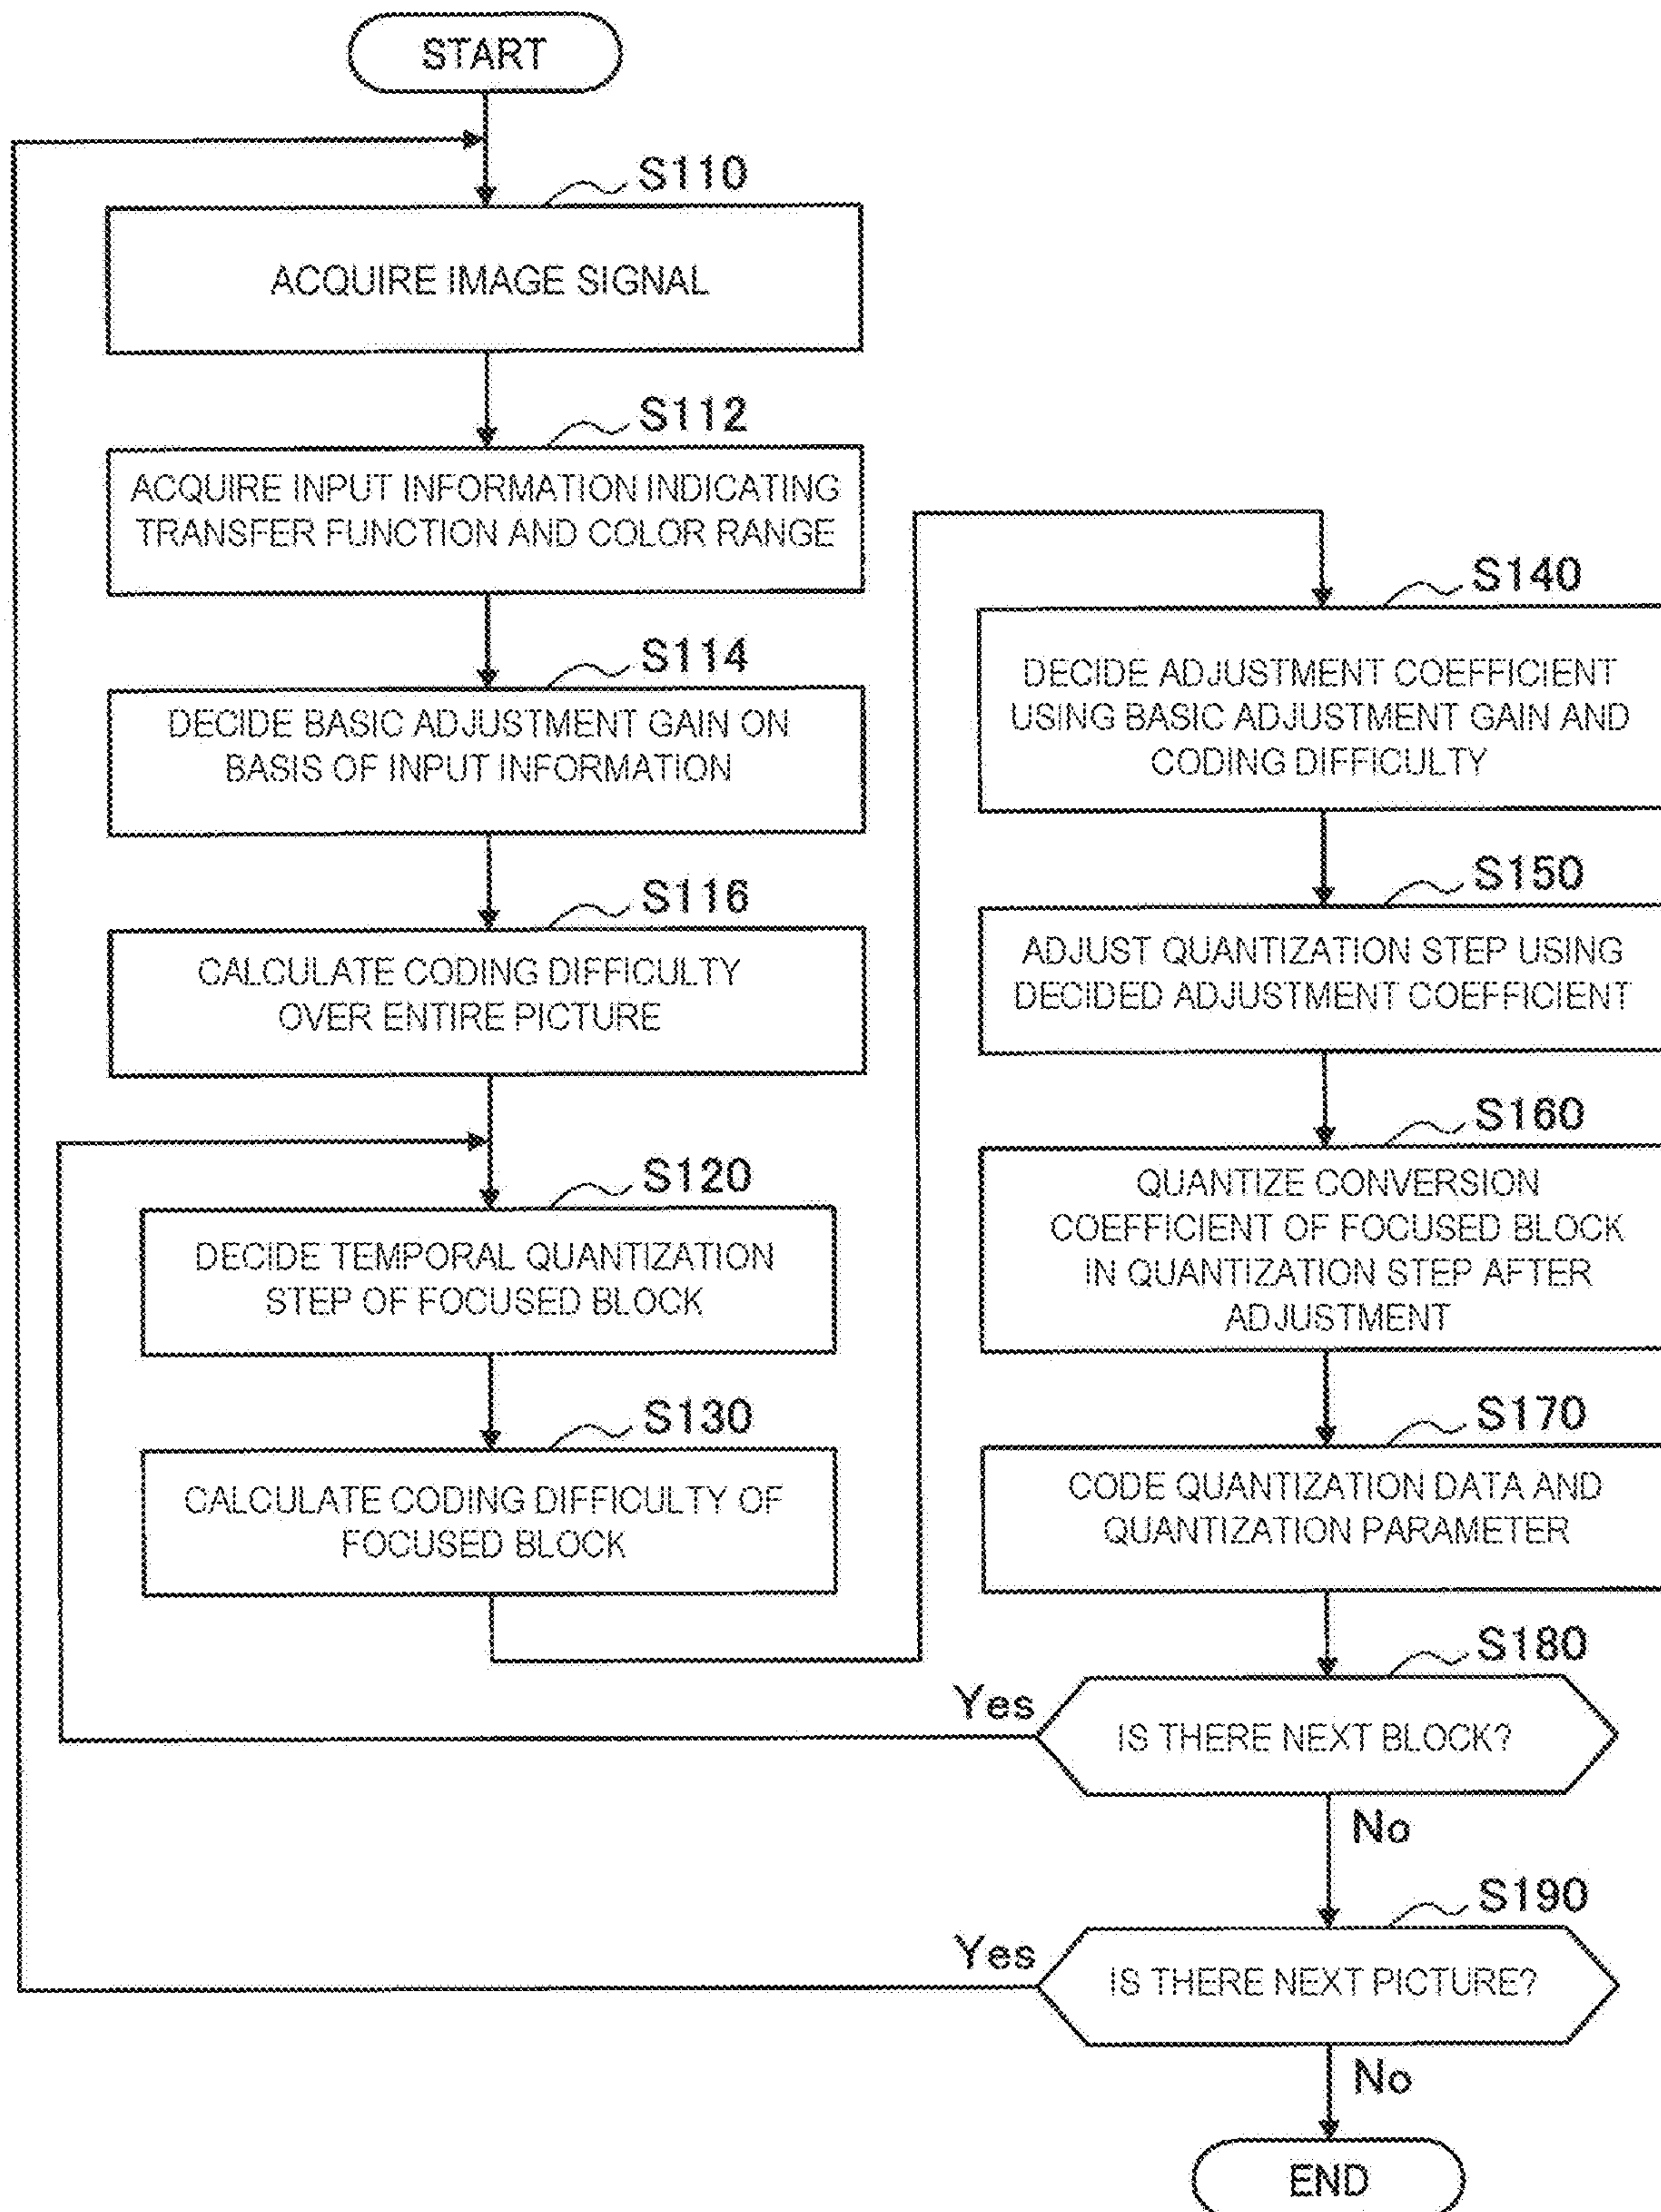 START
S110
ACQUIRE IMAGE SIGNAL
S112
ACQUIRE INPUT INFORMATION INDICATING
TRANSFER FUNCTION AND COLOR RANGE
S114
DECIDE BASIC ADJUSTMENT GAIN ON
BASIS OF INPUT INFORMATION
S116
CALCULATE CODING DIFFICULTY
OVER ENTIRE PICTURE
S120
DECIDE TEMPORAL QUANTIZATION
STEP OF FOCUSED BLOCK
S130
CALCULATE CODING DIFFICULTY OF
FOCUSED BLOCK
S140
DECIDE ADJUSTMENT COEFFICIENT
USING BASIC ADJUSTMENT GAIN AND
CODING DIFFICULTY
S150
ADJUST QUANTIZATION STEP USING
DECIDED ADJUSTMENT COEFFICIENT
S160
QUANTIZE CONVERSION
COEFFICIENT OF FOCUSED BLOCK
IN QUANTIZATION STEP AFTER
ADJUSTMENT
S170
CODE QUANTIZATION DATA AND
QUANTIZATION PARAMETER
S180
Yes
IS THERE NEXT BLOCK?
No
S190
Yes
IS THERE NEXT PICTURE?
No
END